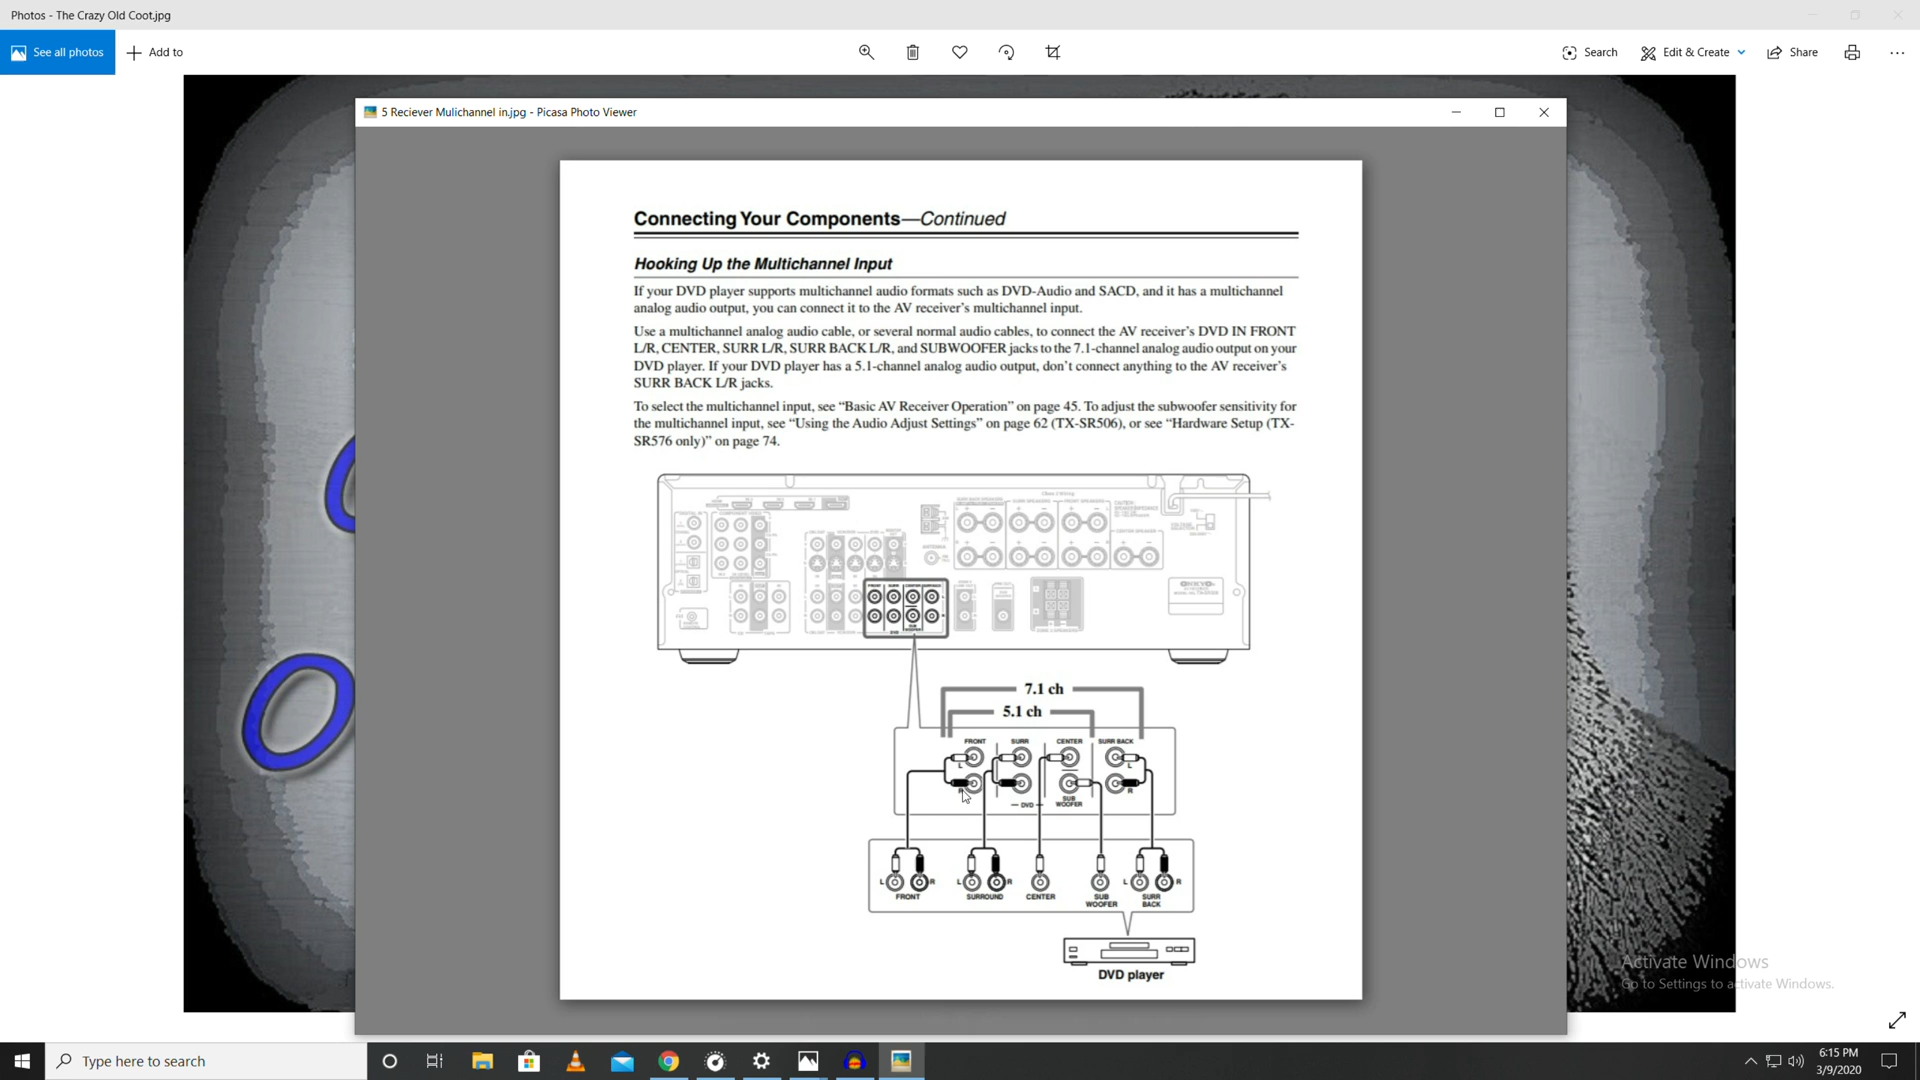 Photos - The Crazy Old Coot.jpg
See all photos
Add to
Search
Edit & Create
Share
5 Reciever Mulichannel in.jpg - Picasa Photo Viewer
Connecting Your Components—Continued
Hooking Up the Multichannel Input
If your DVD player supports multichannel audio formats such as DVD-Audio and SACD, and it has a multichannel
analog audio output, you can connect it to the AV receiver's multichannel input.
Use a multichannel analog audio cable, or several normal audio cables, to connect the AV receiver's DVD IN FRONT
L/R, CENTER, SURR L/R, SURR BACK L/R, and SUBWOOFER jacks to the 7.1-channel analog audio output on your
DVD player. If your DVD player has a 5.1-channel analog audio output, don't connect anything to the AV receiver's
SURR BACK L/R jacks.
To select the multichannel input, see “Basic AV Receiver Operation” on page 45. To adjust the subwoofer sensitivity for
the multichannel input, see “Using the Audio Adjust Settings” on page 62 (TX-SR506), or see “Hardware Setup (TX-
SR576 only)” on page 74.
ANTENNA
ONKYO
7.1 ch
5.1 ch
FRONT SURR CENTER SURR BACK
L L
R R
DVD
SUB
WOOFER
L R L R L R
FRONT SURROUND CENTER SUB WOOFER SURR BACK
DVD player
Activate Windows
Go to Settings to activate Windows.
Type here to search
6:15 PM
3/9/2020